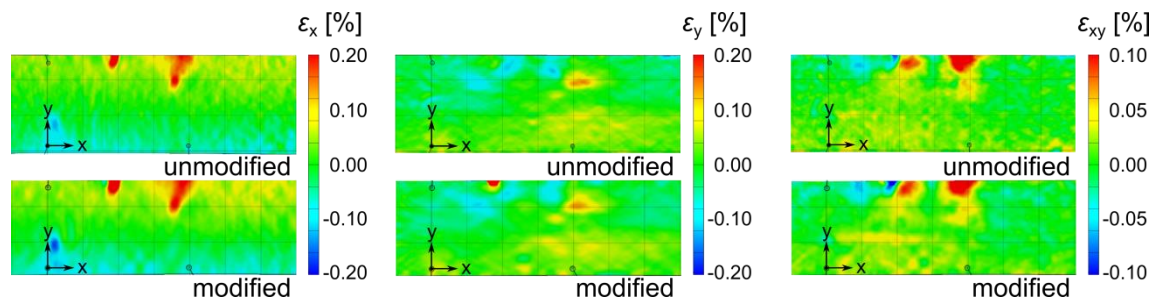 εx [%]
0.20
0.10
0.00
-0.10
-0.20
y
x
unmodified
y
x
modified
εy [%]
0.20
0.10
0.00
-0.10
-0.20
y
x
unmodified
y
x
modified
εxy [%]
0.10
0.05
0.00
-0.05
-0.10
y
x
unmodified
y
x
modified